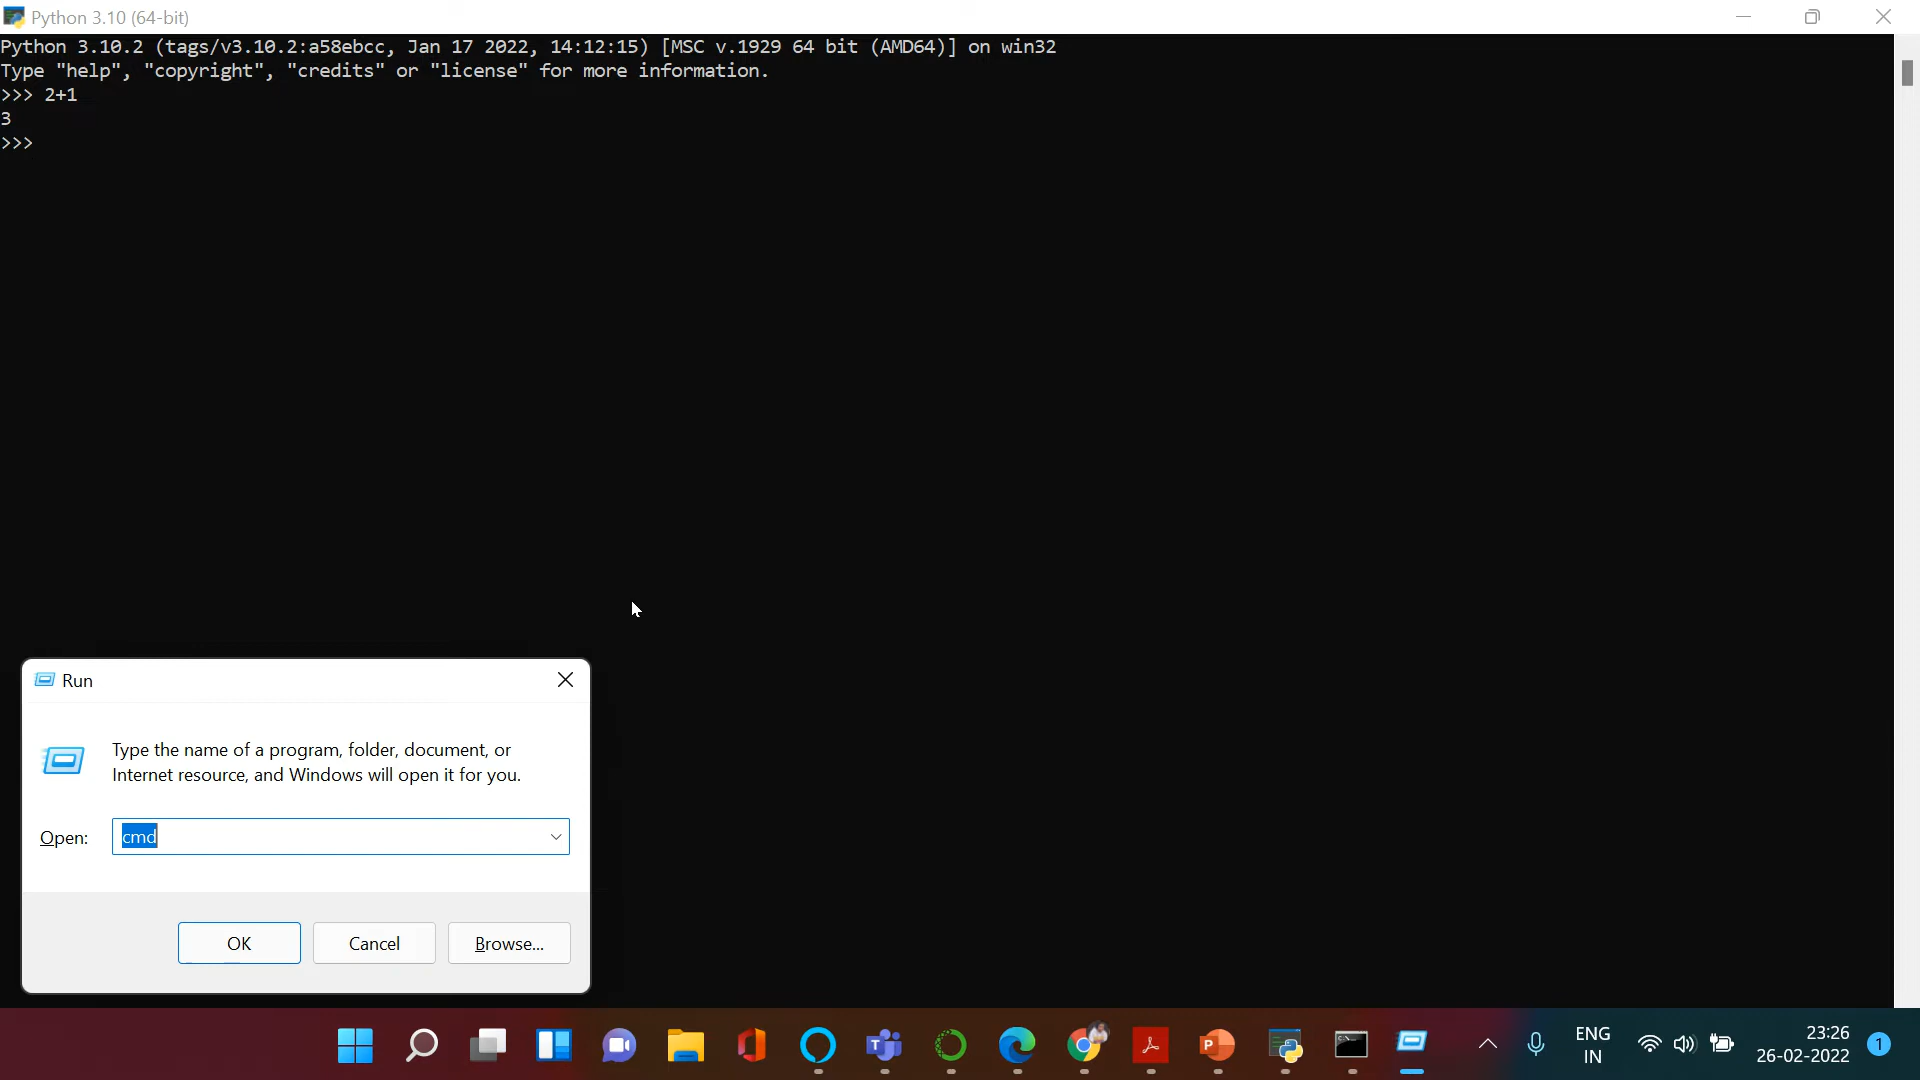 Python 3.10 (64-bit)
Python 3.10.2 (tags/v3.10.2:a58ebcc, Jan 17 2022, 14:12:15) [MSC v.1929 64 bit (AMD64)] on win32
Type "help", "copyright", "credits" or "license" for more information.
>>> 2+1
3
>>>
Run
Type the name of a program, folder, document, or
Internet resource, and Windows will open it for you.
Open: cmd
OK Cancel Browse...
ENG
IN
23:26
26-02-2022
1